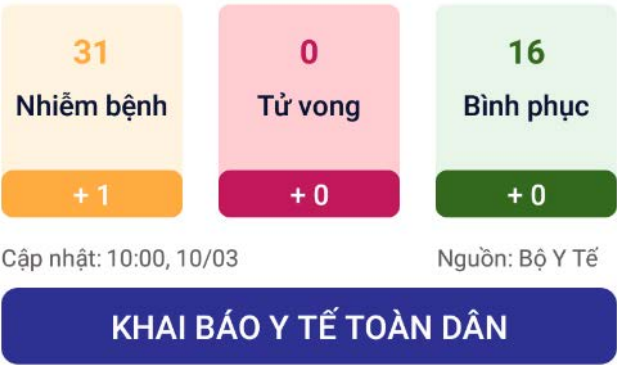 31 0 16
Nhiễm bệnh Tử vong Bình phục
+ 1 + 0 + 0
Cập nhật: 10:00, 10/03 Nguồn: Bộ Y Tế
KHAI BÁO Y TẾ TOÀN DÂN